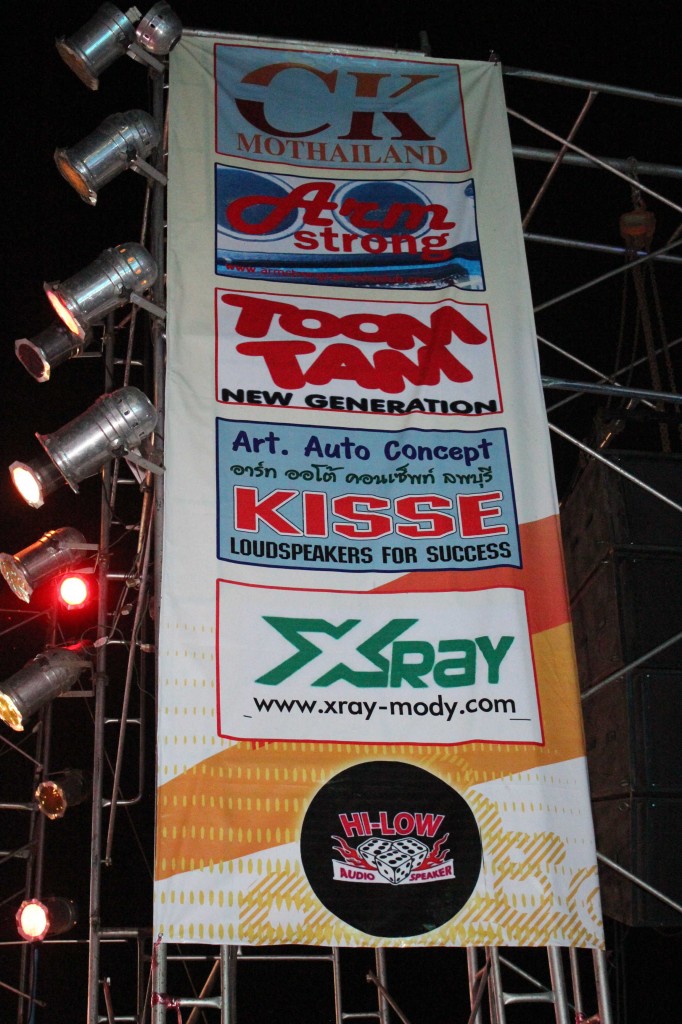 CK
MOTHAILAND
Arm
strong
TOOM
TAM
NEW GENERATION
Art. Auto Concept
อาร์ท ออโต้ คอนเซ็พท์ ลพบุรี
KISSE
LOUDSPEAKERS FOR SUCCESS
XRAY
www.xray-mody.com
HI-LOW
AUDIO SPEAKER